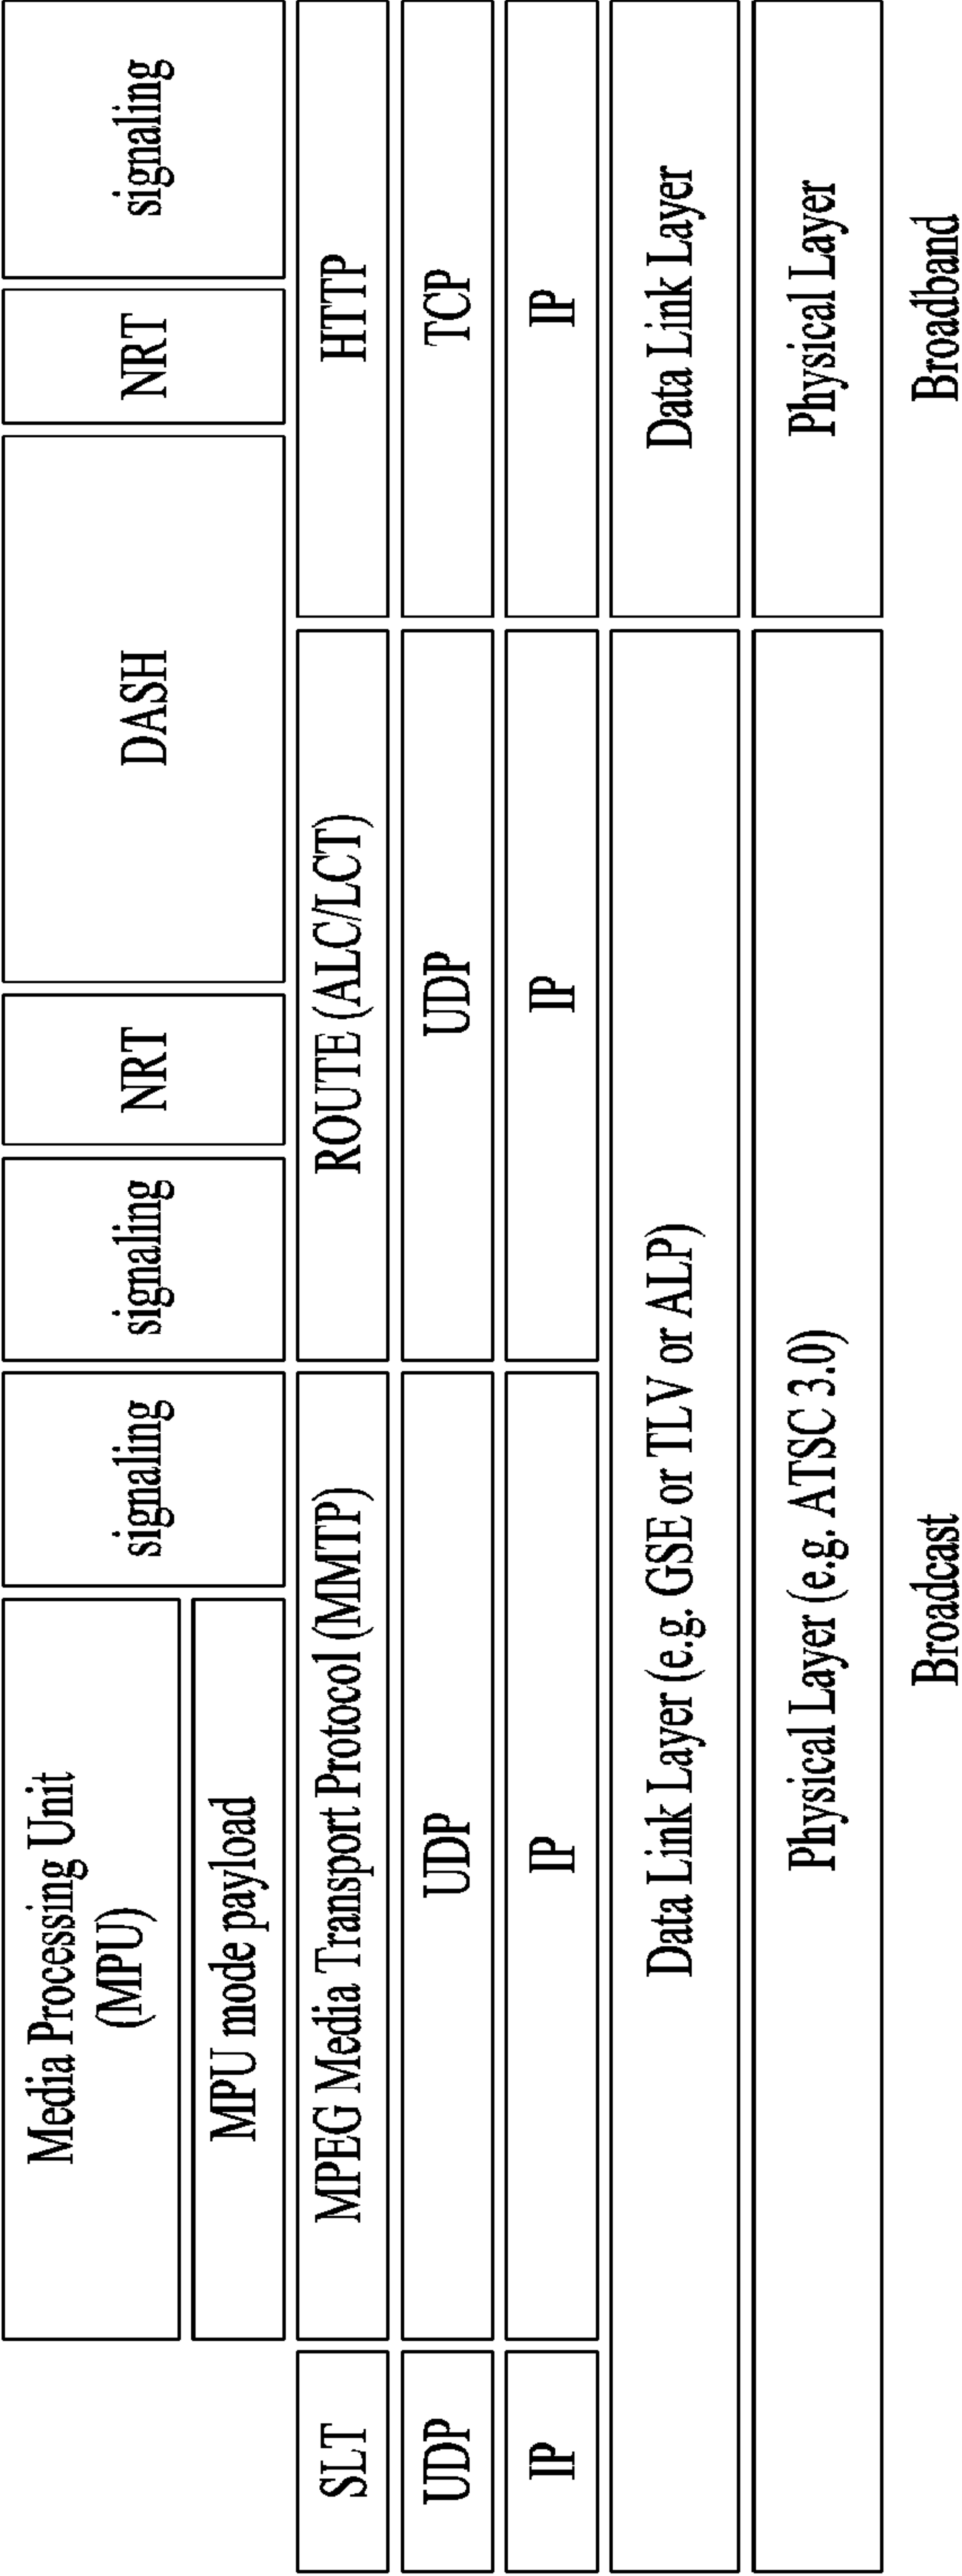 Media Processing Unit
(MPU)
MPU mode payload
signaling
signaling
NRT
DASH
NRT
signaling
SLT
MPEG Media Transport Protocol (MMTP)
ROUTE (ALC/LCT)
HTTP
UDP
UDP
UDP
TCP
IP
IP
IP
IP
Data Link Layer (e.g. GSE or TLV or ALP)
Data Link Layer
Physical Layer (e.g. ATSC 3.0)
Physical Layer
Broadcast
Broadband